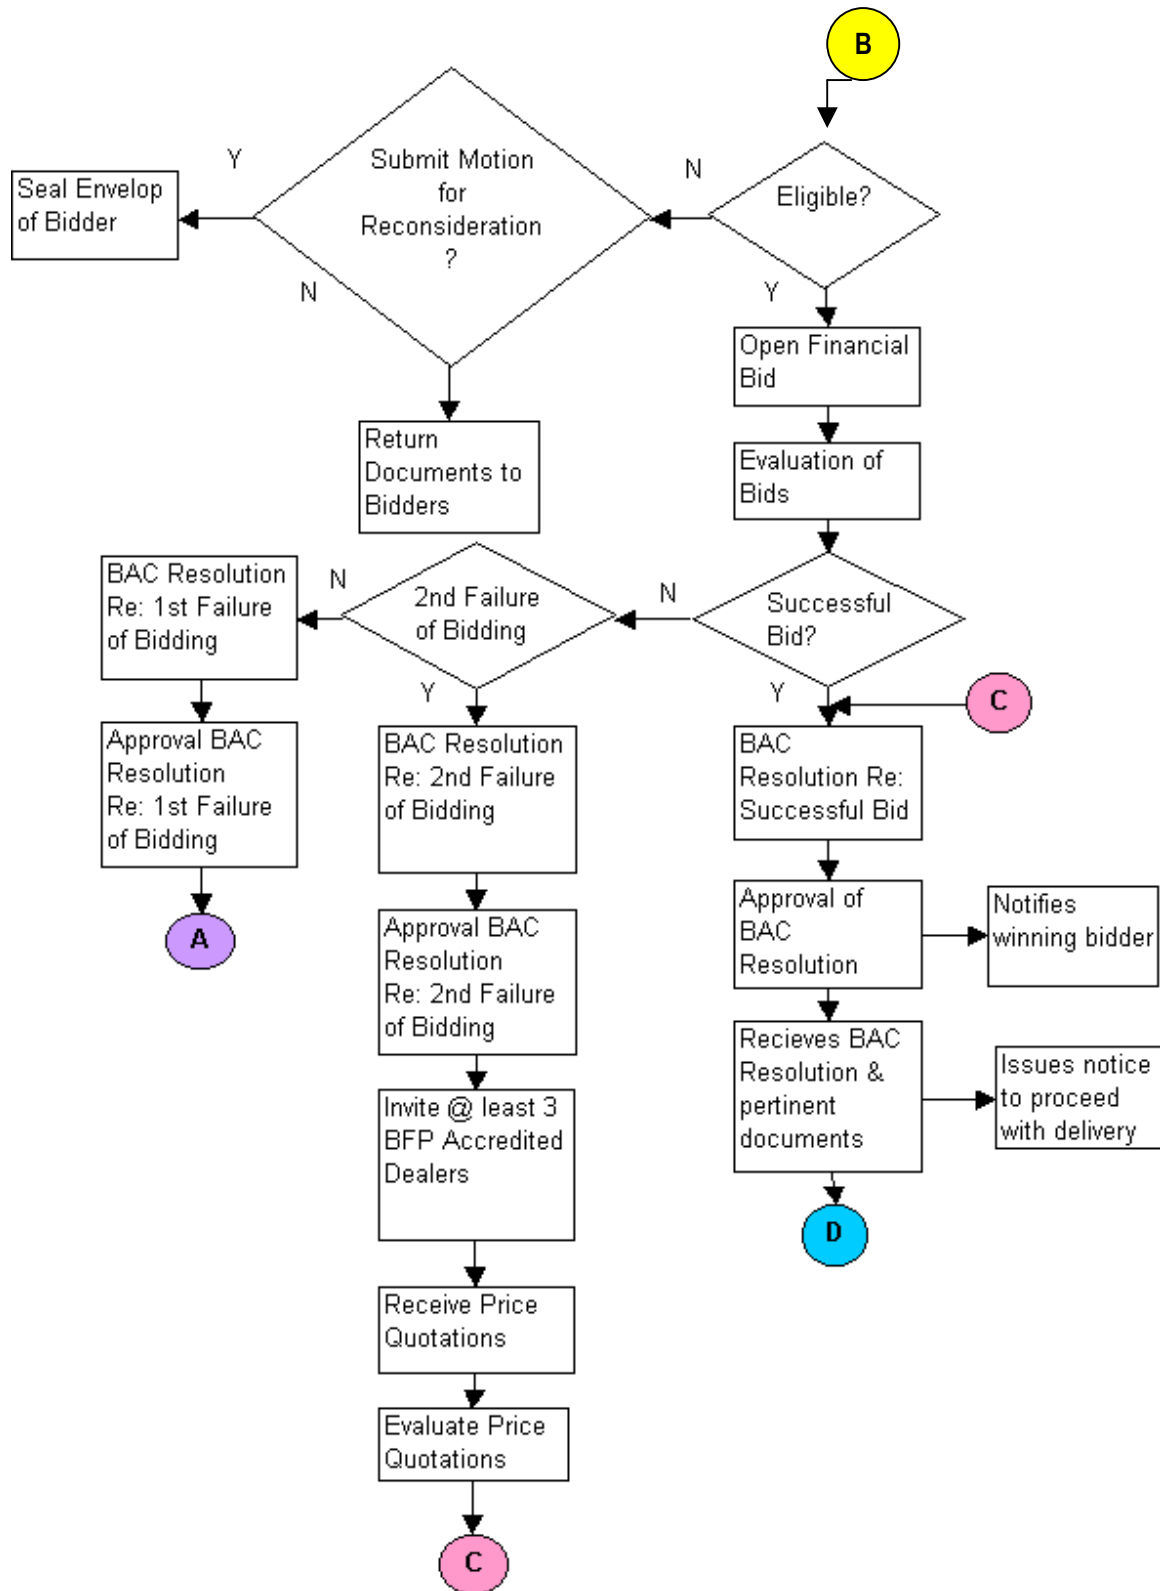 B
Submit Motion
for
Reconsideration
?
Y
N
Eligible?
N
Y
Seal Envelop
of Bidder
Open Financial
Bid
Return
Documents to
Bidders
Evaluation of
Bids
BAC Resolution
Re: 1st Failure
of Bidding
N
2nd Failure
of Bidding
N
Successful
Bid?
Y
Y
C
Approval BAC
Resolution
Re: 1st Failure
of Bidding
BAC Resolution
Re: 2nd Failure
of Bidding
BAC
Resolution Re:
Successful Bid
A
Approval BAC
Resolution
Re: 2nd Failure
of Bidding
Approval of
BAC
Resolution
Notifies
winning bidder
Recieves BAC
Resolution &
pertinent
documents
Issues notice
to proceed
with delivery
Invite @ least 3
BFP Accredited
Dealers
D
Receive Price
Quotations
Evaluate Price
Quotations
C